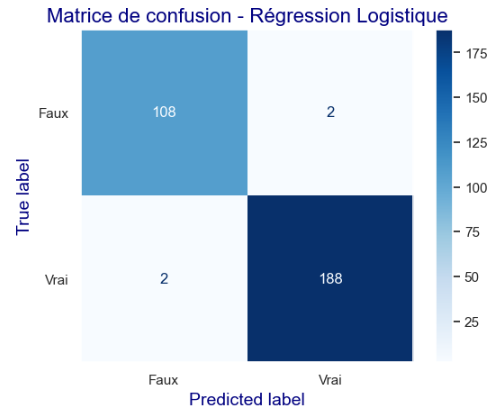 Matrice de confusion - Régression Logistique
True label
Faux
108
2
Vrai
2
188
Faux
Vrai
Predicted label
175
150
125
100
75
50
25